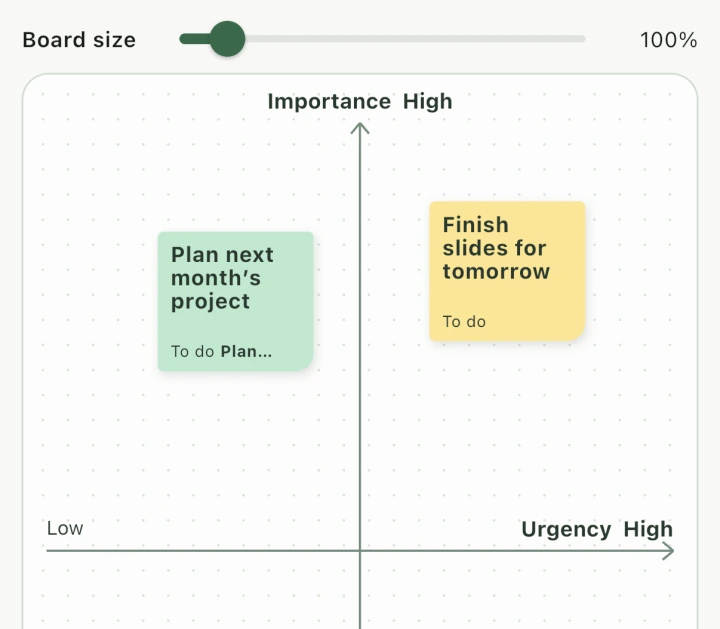 Board size 100%
Importance High
Finish
slides for
tomorrow
To do
Plan next
month's
project
To do Plan...
Low
Urgency High